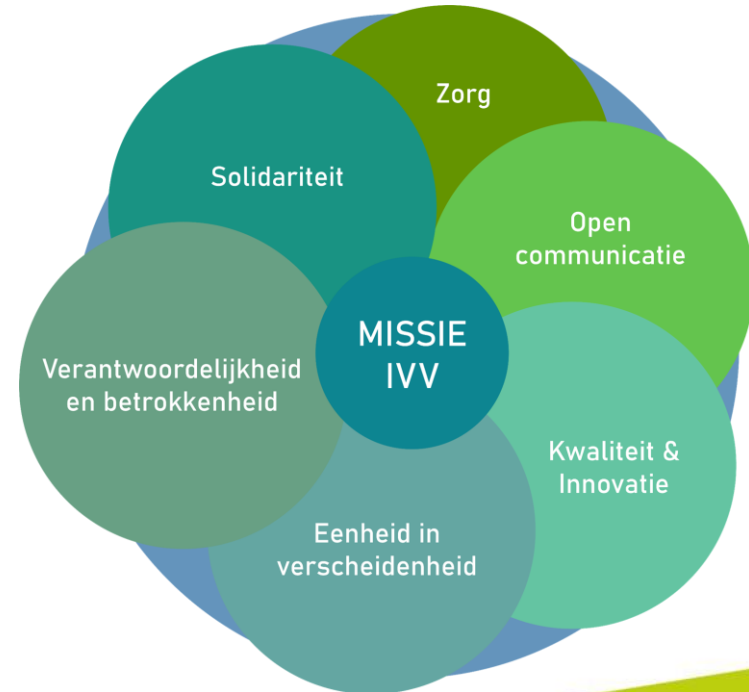 Zorg
Solidariteit
Open
communicatie
MISSIE
IVV
Verantwoordelijkheid
en betrokkenheid
Kwaliteit &
Innovatie
Eenheid in
verscheidenheid